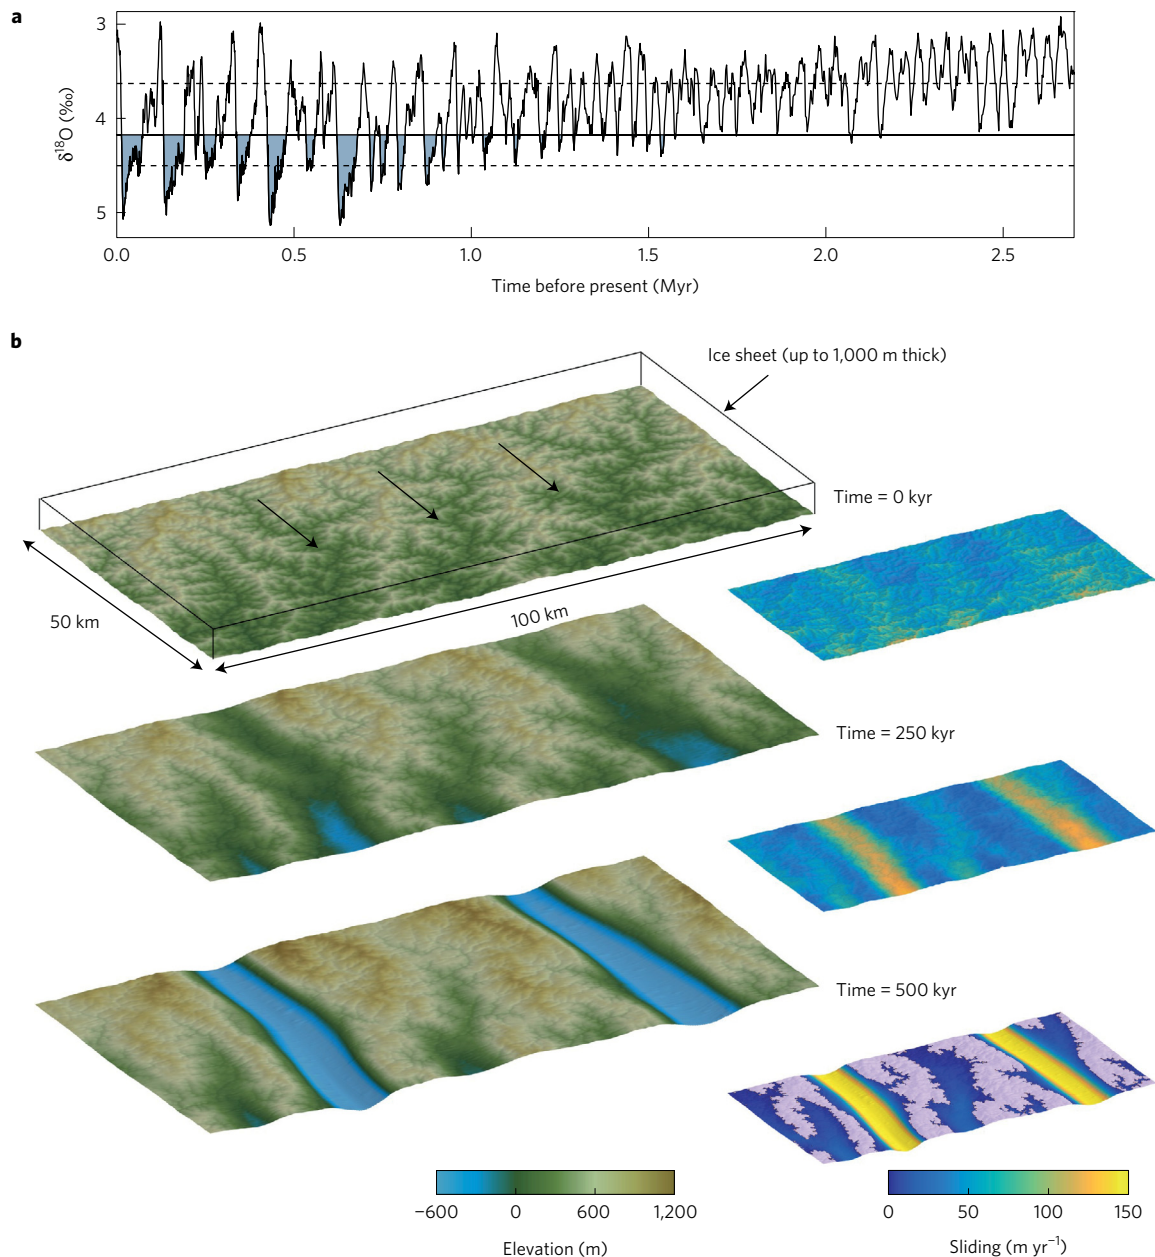 a
3
4
5
δ18O (‰)
0.0 0.5 1.0 1.5 2.0 2.5
Time before present (Myr)
b
Ice sheet (up to 1,000 m thick)
Time = 0 kyr
50 km
100 km
Time = 250 kyr
Time = 500 kyr
−600 0 600 1,200
Elevation (m)
0 50 100 150
Sliding (m yr−1)